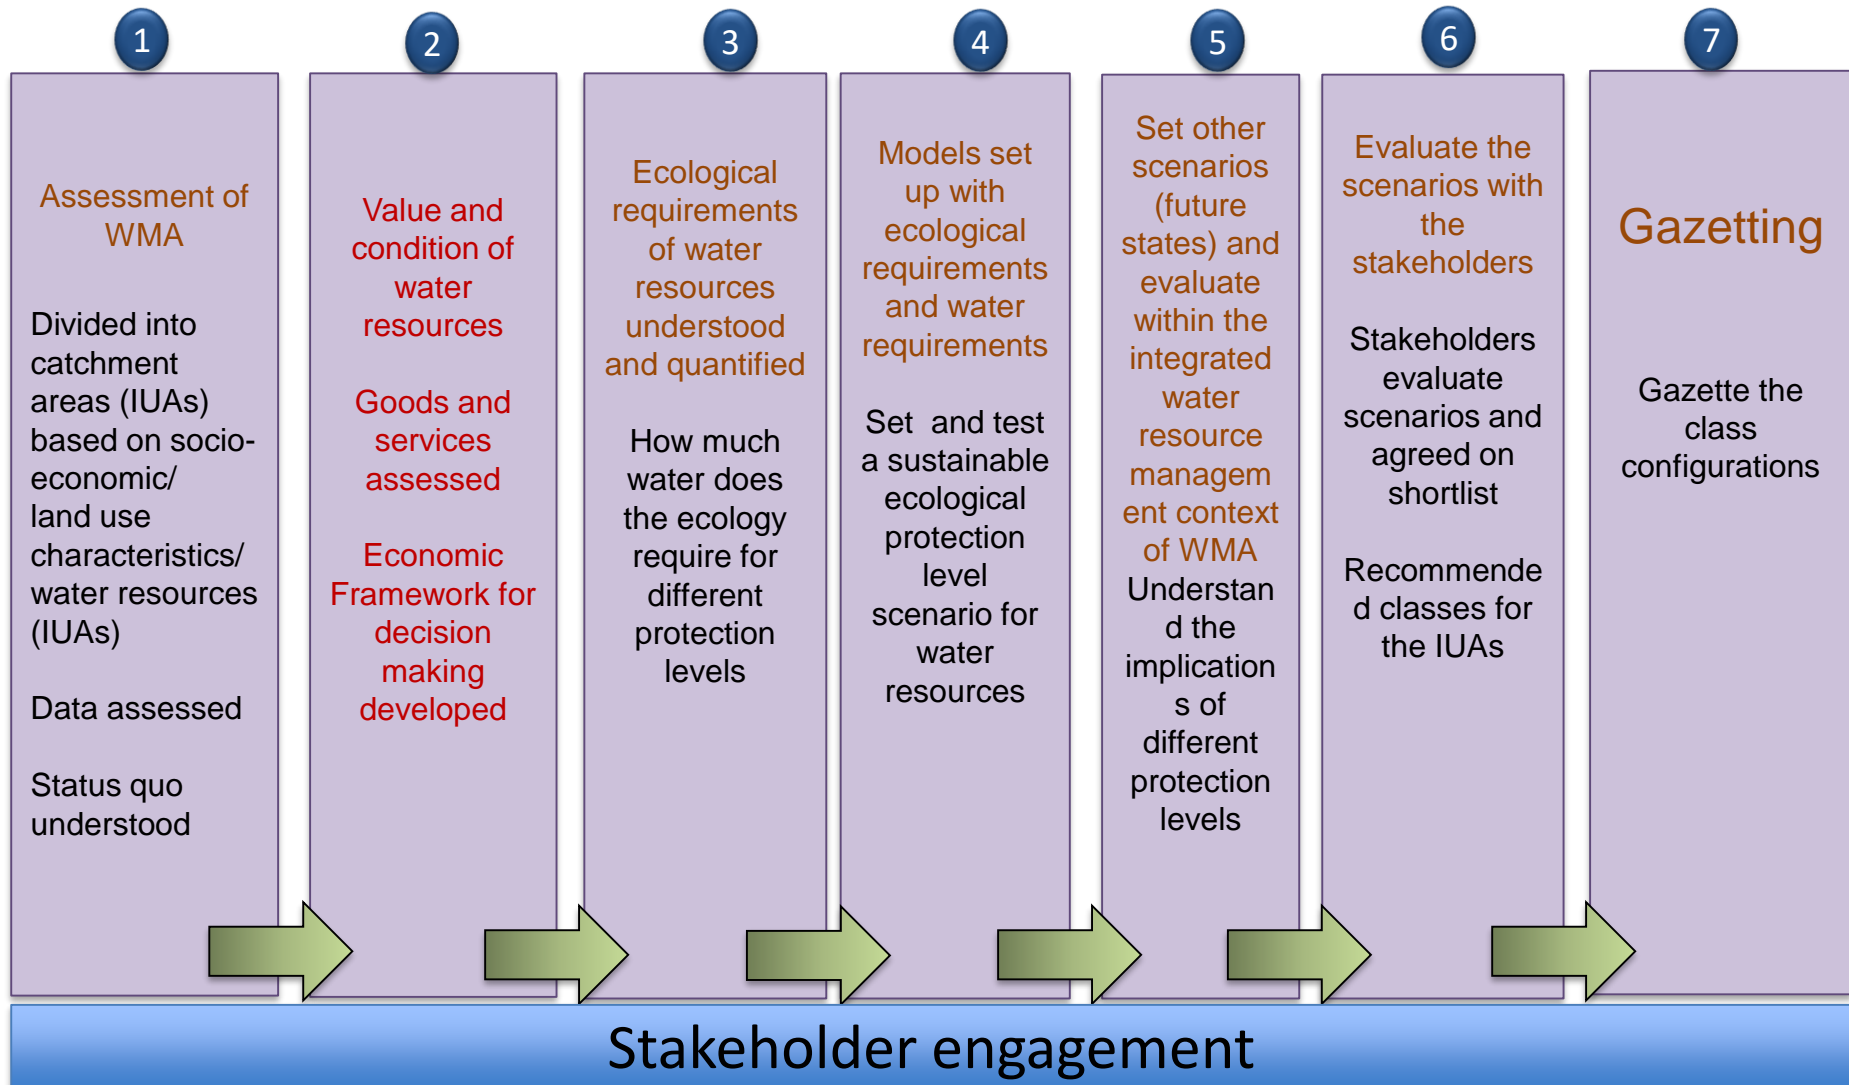 1
Assessment of
WMA
Divided into
catchment
areas (IUAs)
based on socio-
economic/
land use
characteristics/
water resources
(IUAs)
Data assessed
Status quo
understood
2
Value and
condition of
water
resources
Goods and
services
assessed
Economic
Framework for
decision
making
developed
3
Ecological
requirements
of water
resources
understood
and quantified
How much
water does
the ecology
require for
different
protection
levels
4
Models set
up with
ecological
requirements
and water
requirements
Set and test
a sustainable
ecological
protection
level
scenario for
water
resources
5
Set other
scenarios
(future
states) and
evaluate
within the
integrated
water
resource
managem
ent context
of WMA
Understan
d the
implication
s of
different
protection
levels
6
Evaluate the
scenarios with
the
stakeholders
Stakeholders
evaluate
scenarios and
agreed on
shortlist
Recommende
d classes for
the IUAs
7
Gazetting
Gazette the
class
configurations
Stakeholder engagement